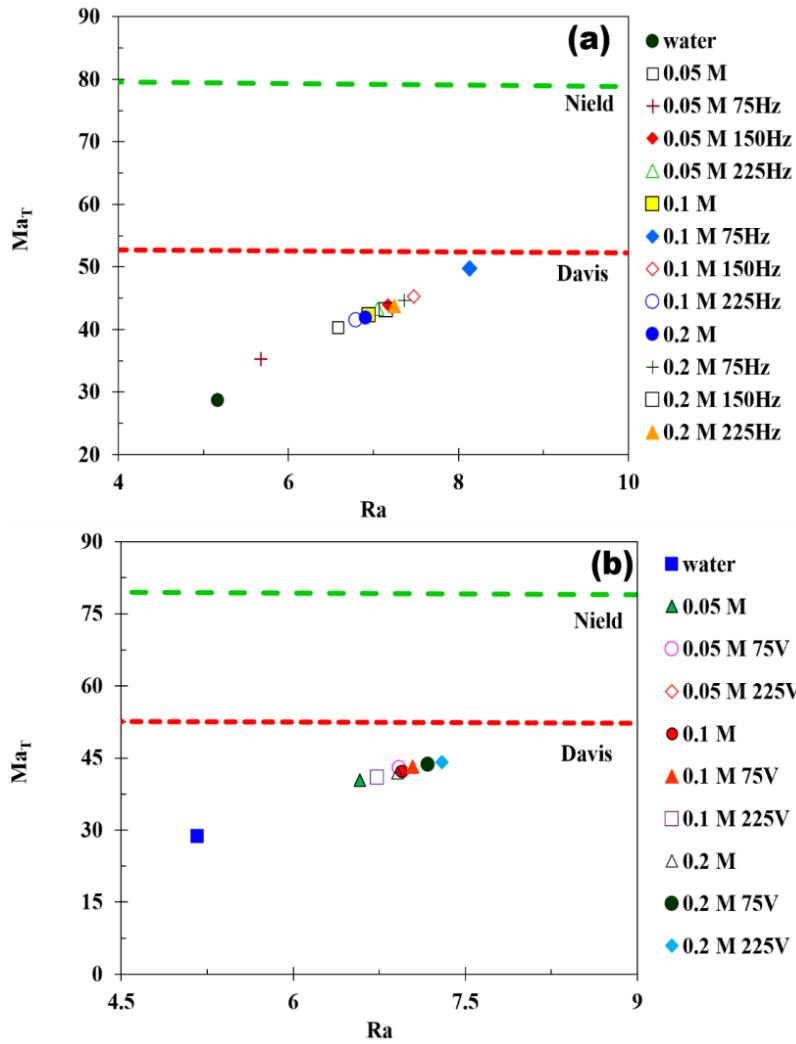 (a)
90
80
70
60
50
40
30
20
Ma_T
4
6
8
10
Ra
Nield
Davis
water
0.05 M
0.05 M 75Hz
0.05 M 150Hz
0.05 M 225Hz
0.1 M
0.1 M 75Hz
0.1 M 150Hz
0.1 M 225Hz
0.2 M
0.2 M 75Hz
0.2 M 150Hz
0.2 M 225Hz
(b)
90
75
60
45
30
15
0
Ma_T
4.5
6
7.5
9
Ra
Nield
Davis
water
0.05 M
0.05 M 75V
0.05 M 225V
0.1 M
0.1 M 75V
0.1 M 225V
0.2 M
0.2 M 75V
0.2 M 225V